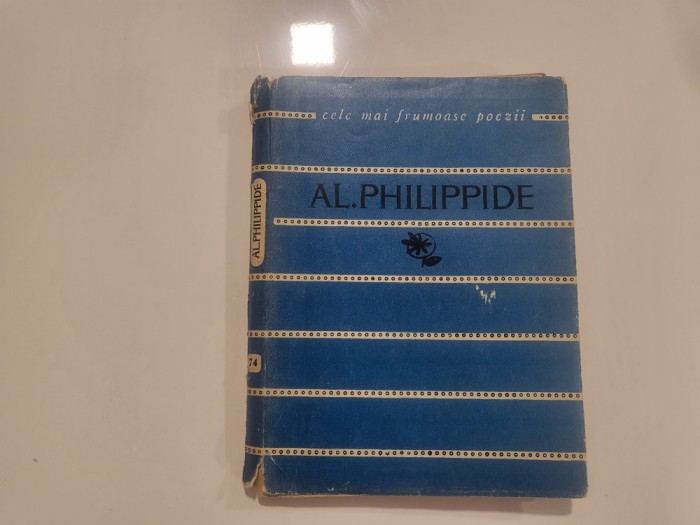 cele mai frumoase poezii
AL. PHILIPPIDE
AL. PHILIPPIDE
74